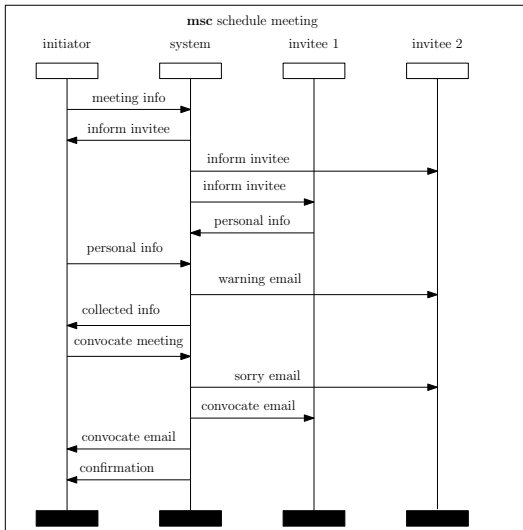 msc schedule meeting
initiator system invitee 1 invitee 2
meeting info
inform invitee
inform invitee
inform invitee
personal info
personal info
warning email
collected info
convocate meeting
sorry email
convocate email
convocate email
confirmation